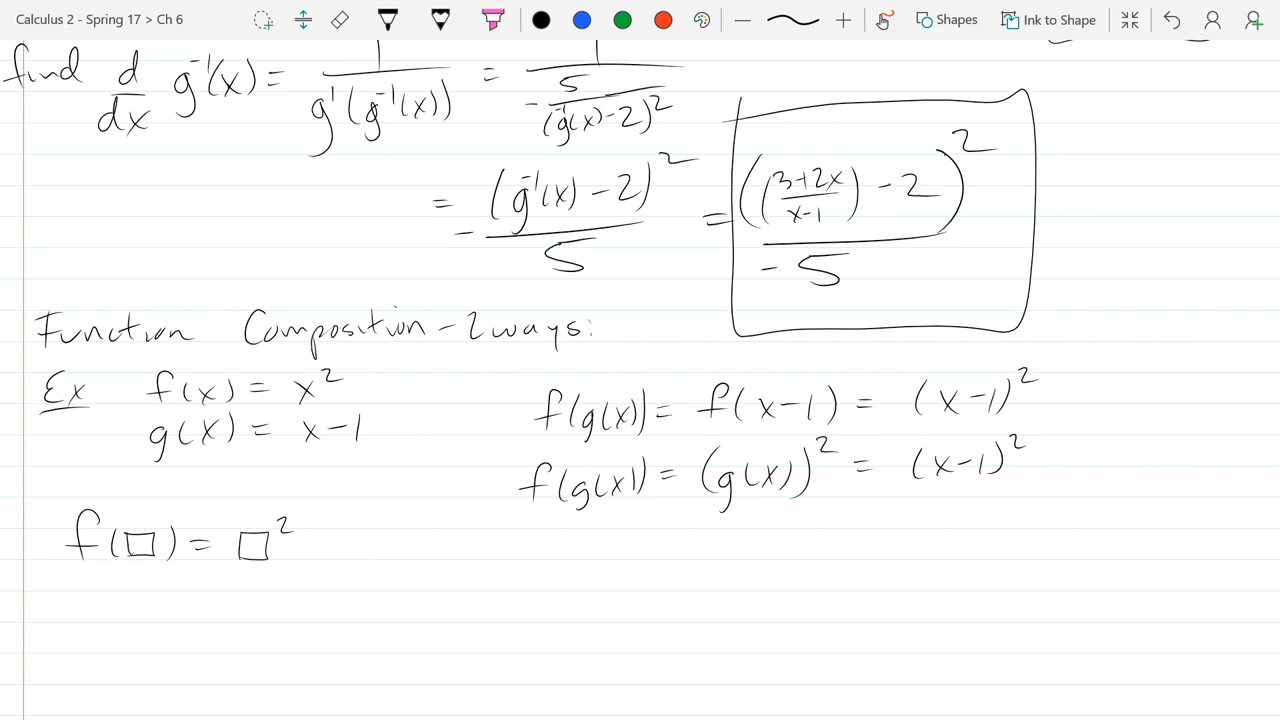 Calculus 2 - Spring 17 > Ch 6
Shapes
Ink to Shape
find d/dx g⁻¹(x) = 1/(g'(g⁻¹(x))) = 1/(-5/(g⁻¹(x)-2)²)
= -(g⁻¹(x) - 2)²/5 = ((3+2x/x-1) - 2)²/-5
Function Composition - 2 ways:
Ex f(x) = x²
g(x) = x-1
f(g(x)) = f(x-1) = (x-1)²
f(g(x)) = (g(x))² = (x-1)²
f(□) = □²